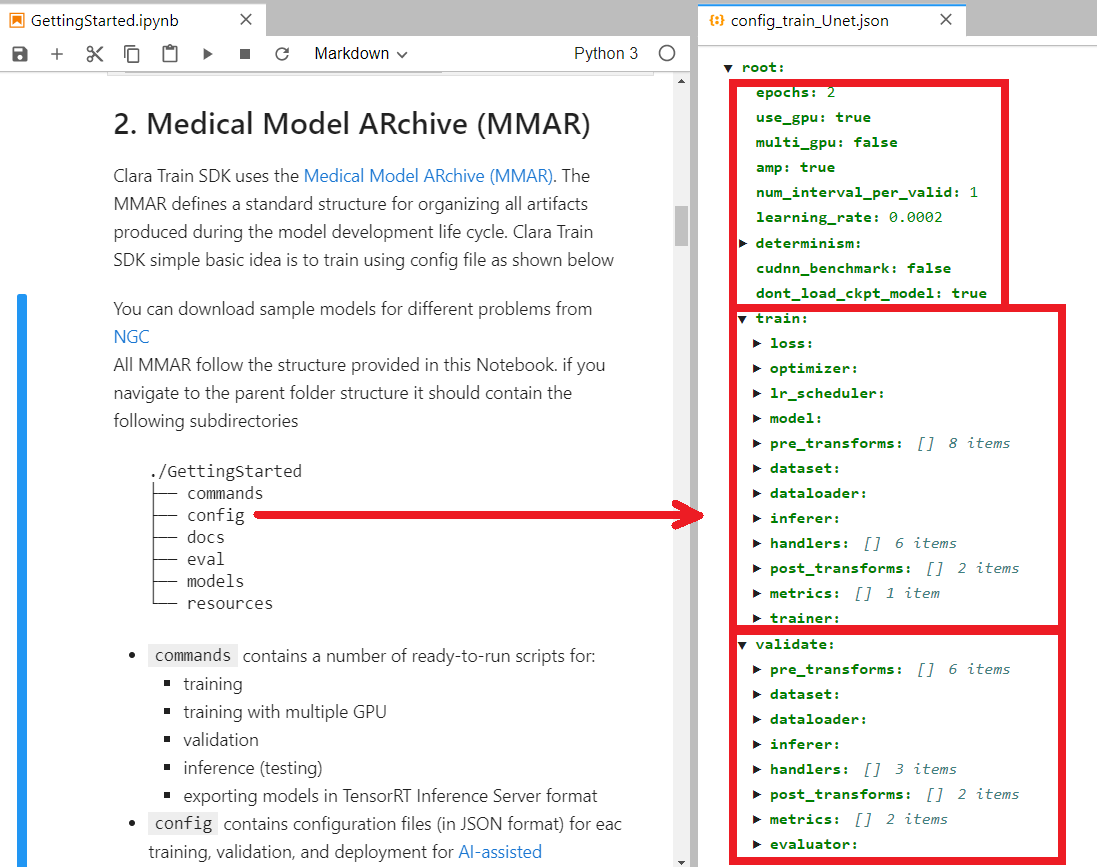 GettingStarted.ipynb
Markdown
Python 3
2. Medical Model ARchive (MMAR)
Clara Train SDK uses the Medical Model ARchive (MMAR). The
MMAR defines a standard structure for organizing all artifacts
produced during the model development life cycle. Clara Train
SDK simple basic idea is to train using config file as shown below
You can download sample models for different problems from
NGC
All MMAR follow the structure provided in this Notebook. if you
navigate to the parent folder structure it should contain the
following subdirectories
./GettingStarted
├── commands
├── config
├── docs
├── eval
├── models
└── resources
• commands contains a number of ready-to-run scripts for:
▪ training
▪ training with multiple GPU
▪ validation
▪ inference (testing)
▪ exporting models in TensorRT Inference Server format
• config contains configuration files (in JSON format) for eac
training, validation, and deployment for AI-assisted
config_train_Unet.json
▼ root:
epochs: 2
use_gpu: true
multi_gpu: false
amp: true
num_interval_per_valid: 1
learning_rate: 0.0002
▶ determinism:
cudnn_benchmark: false
dont_load_ckpt_model: true
▼ train:
▶ loss:
▶ optimizer:
▶ lr_scheduler:
▶ model:
▶ pre_transforms: [] 8 items
▶ dataset:
▶ dataloader:
▶ inferer:
▶ handlers: [] 6 items
▶ post_transforms: [] 2 items
▶ metrics: [] 1 item
▶ trainer:
▼ validate:
▶ pre_transforms: [] 6 items
▶ dataset:
▶ dataloader:
▶ inferer:
▶ handlers: [] 3 items
▶ post_transforms: [] 2 items
▶ metrics: [] 2 items
▶ evaluator: